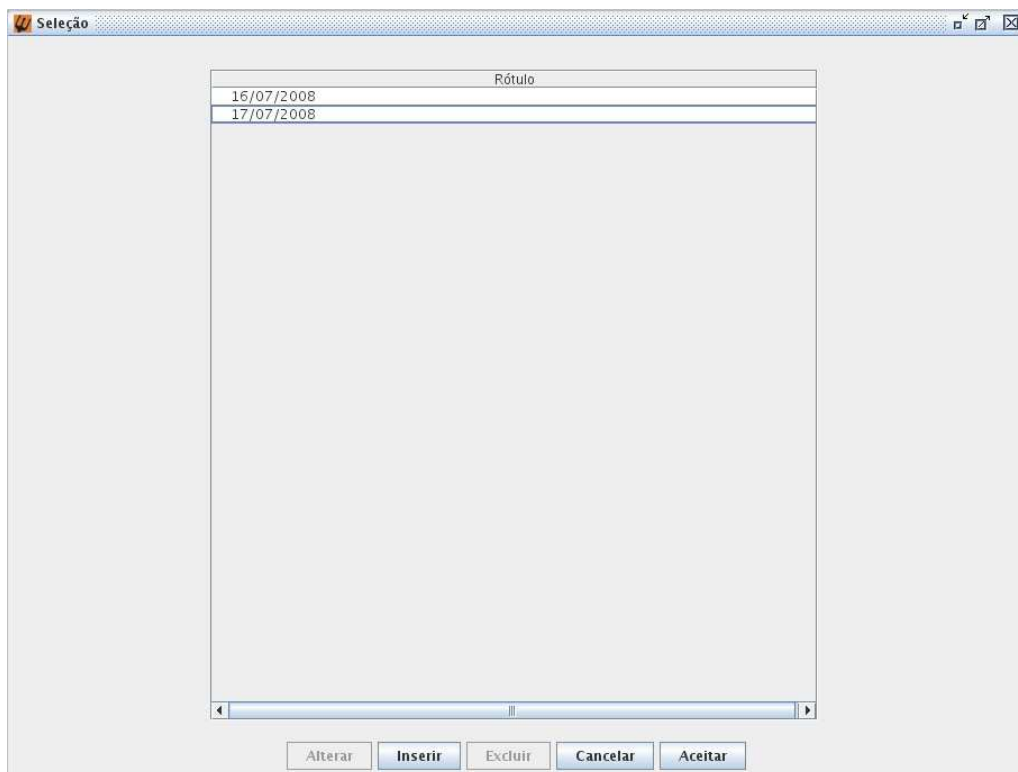 Seleção
Rótulo
16/07/2008
17/07/2008
Alterar Inserir Excluir Cancelar Aceitar